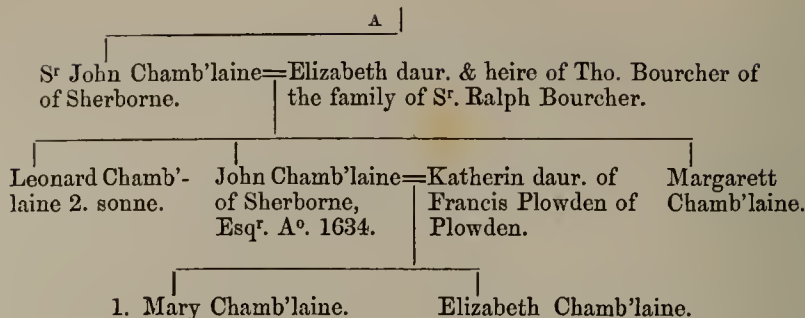 A
Sʳ John Chamb'laine=Elizabeth daur. & heire of Tho. Bourcher of
of Sherborne. the family of Sʳ. Ralph Bourcher.
Leonard Chamb'- John Chamb'laine=Katherin daur. of Margarett
laine 2. sonne. of Sherborne, Francis Plowden of Chamb'laine.
Esqʳ. Aº. 1634. Plowden.
1. Mary Chamb'laine. Elizabeth Chamb'laine.